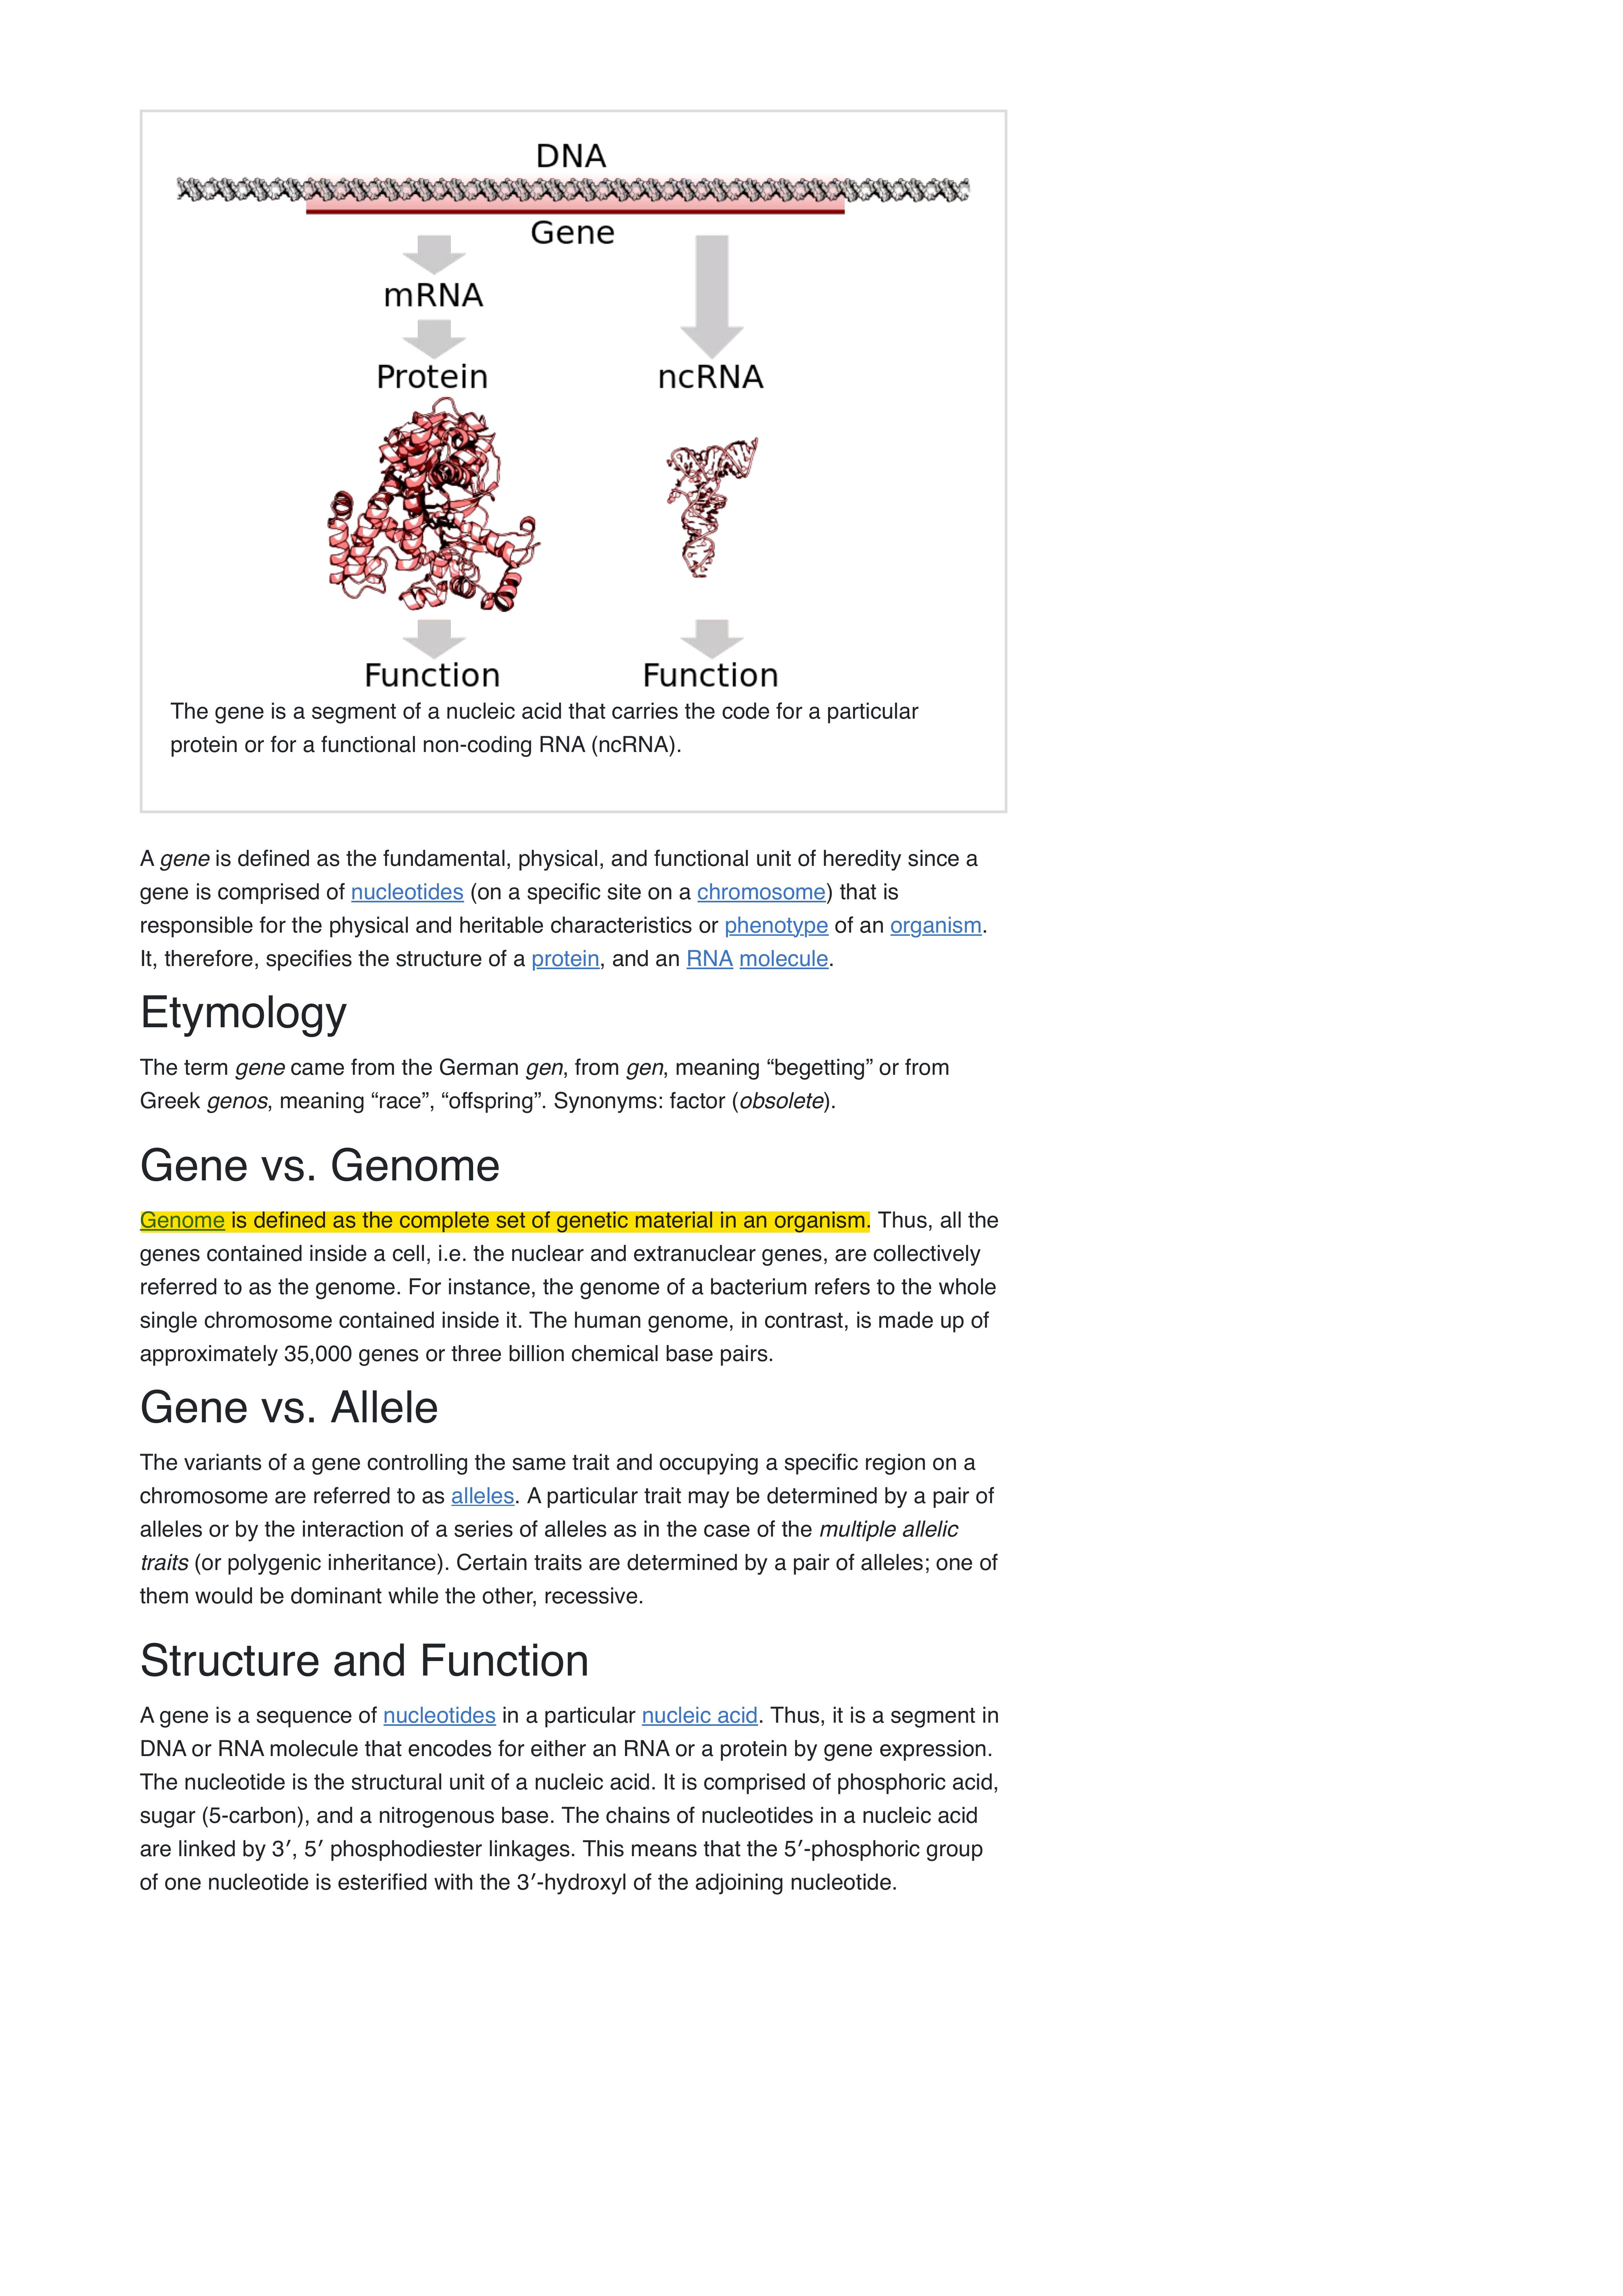 DNA
Gene
mRNA
Protein
ncRNA
Function
Function
The gene is a segment of a nucleic acid that carries the code for a particular
protein or for a functional non-coding RNA (ncRNA).
A gene is defined as the fundamental, physical, and functional unit of heredity since a
gene is comprised of nucleotides (on a specific site on a chromosome) that is
responsible for the physical and heritable characteristics or phenotype of an organism.
It, therefore, specifies the structure of a protein, and an RNA molecule.
Etymology
The term gene came from the German gen, from gen, meaning “begetting” or from
Greek genos, meaning “race”, “offspring”. Synonyms: factor (obsolete).
Gene vs. Genome
Genome is defined as the complete set of genetic material in an organism. Thus, all the
genes contained inside a cell, i.e. the nuclear and extranuclear genes, are collectively
referred to as the genome. For instance, the genome of a bacterium refers to the whole
single chromosome contained inside it. The human genome, in contrast, is made up of
approximately 35,000 genes or three billion chemical base pairs.
Gene vs. Allele
The variants of a gene controlling the same trait and occupying a specific region on a
chromosome are referred to as alleles. A particular trait may be determined by a pair of
alleles or by the interaction of a series of alleles as in the case of the multiple allelic
traits (or polygenic inheritance). Certain traits are determined by a pair of alleles; one of
them would be dominant while the other, recessive.
Structure and Function
A gene is a sequence of nucleotides in a particular nucleic acid. Thus, it is a segment in
DNA or RNA molecule that encodes for either an RNA or a protein by gene expression.
The nucleotide is the structural unit of a nucleic acid. It is comprised of phosphoric acid,
sugar (5-carbon), and a nitrogenous base. The chains of nucleotides in a nucleic acid
are linked by 3′, 5′ phosphodiester linkages. This means that the 5′-phosphoric group
of one nucleotide is esterified with the 3′-hydroxyl of the adjoining nucleotide.